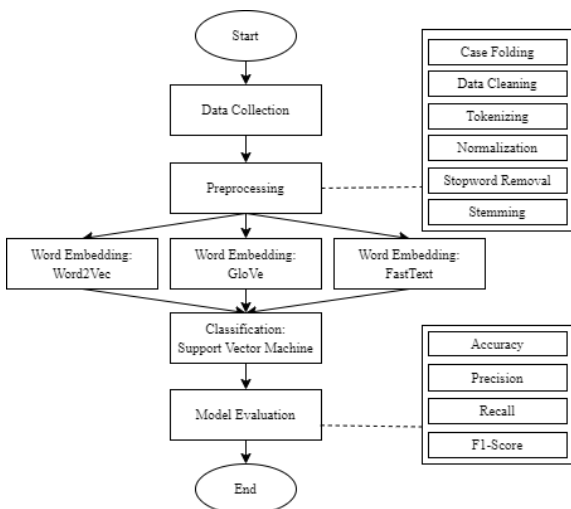 Start
Data Collection
Preprocessing
Case Folding
Data Cleaning
Tokenizing
Normalization
Stopword Removal
Stemming
Word Embedding:
Word2Vec
Word Embedding:
GloVe
Word Embedding:
FastText
Classification:
Support Vector Machine
Model Evaluation
Accuracy
Precision
Recall
F1-Score
End